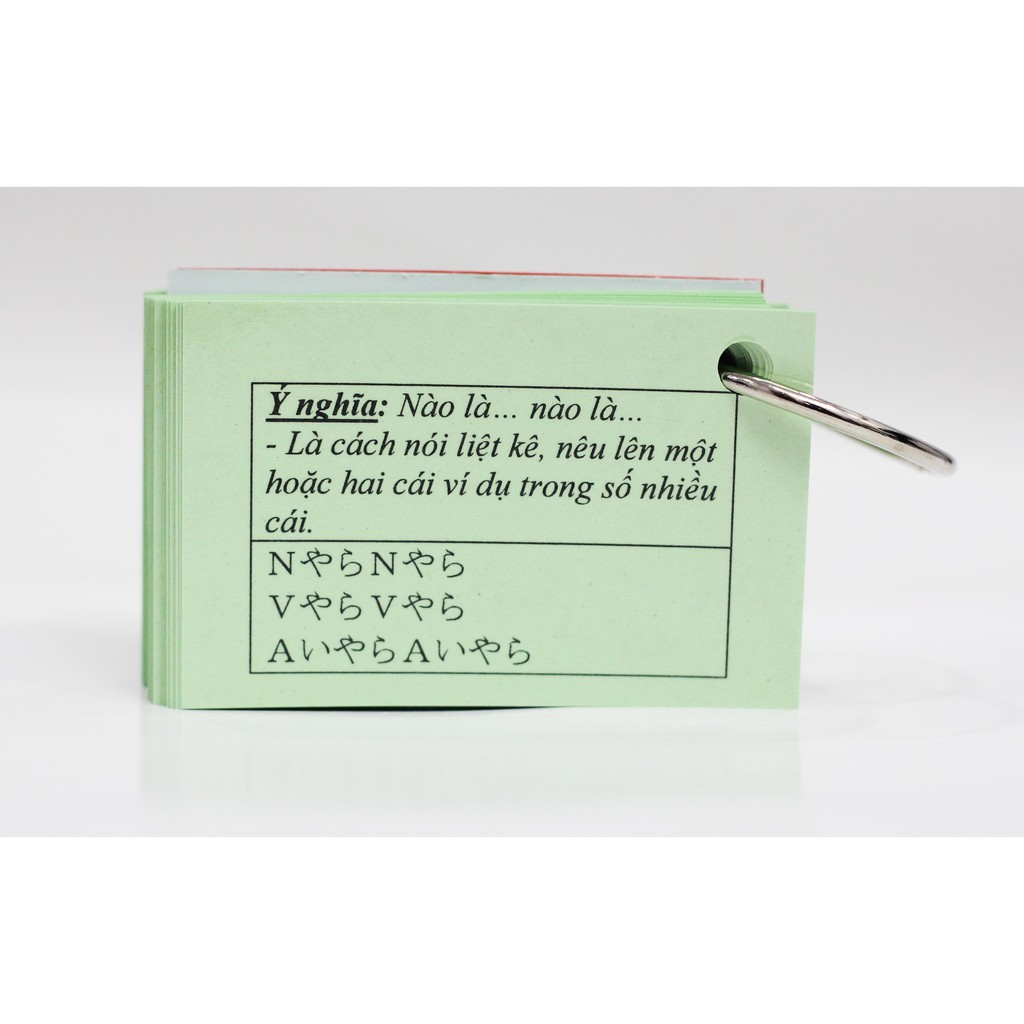 Ý nghĩa: Nào là... nào là...
- Là cách nói liệt kê, nêu lên một
hoặc hai cái ví dụ trong số nhiều
cái.
NやらNやら
VやらVやら
AいやらAいやら